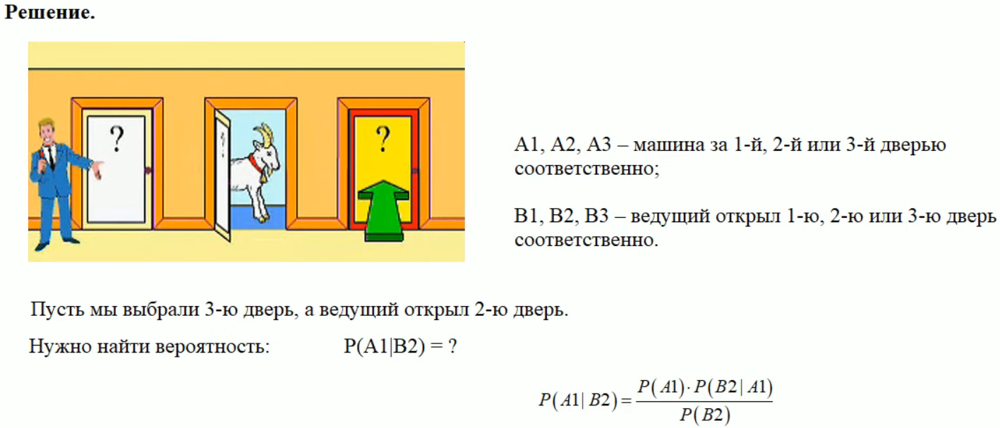 Решение.
?
?
?
A1, A2, A3 – машина за 1-й, 2-й или 3-й дверью
соответственно;
B1, B2, B3 – ведущий открыл 1-ю, 2-ю или 3-ю дверь
соответственно.
Пусть мы выбрали 3-ю дверь, а ведущий открыл 2-ю дверь.
Нужно найти вероятность: P(A1|B2) = ?
P(A1|B2) = P(A1)·P(B2|A1) / P(B2)